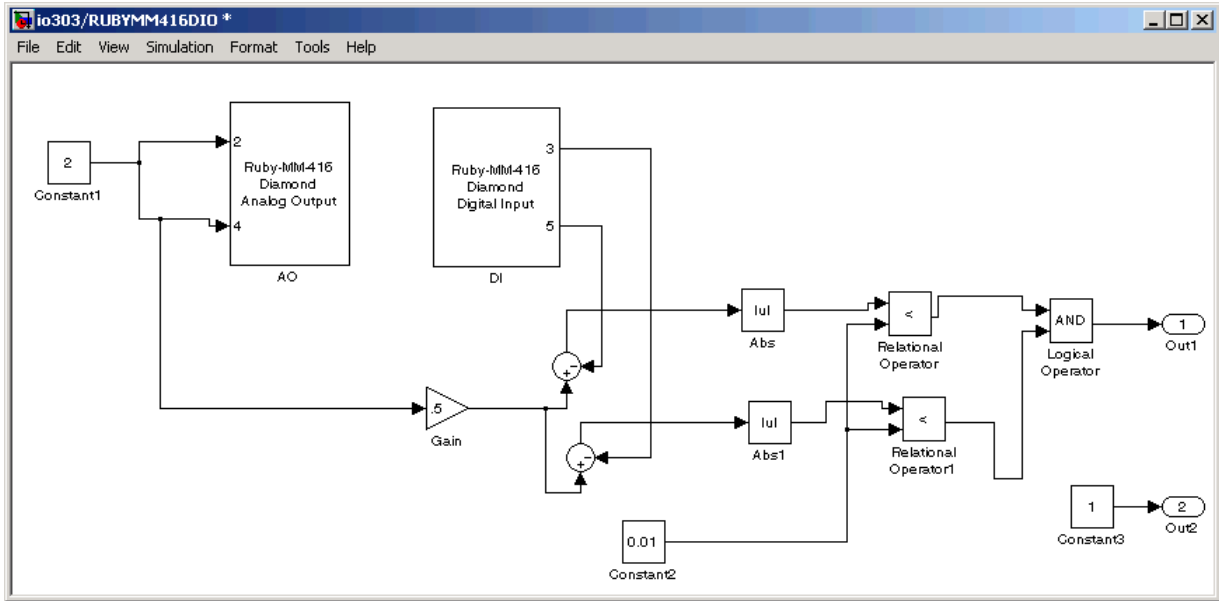 io303/RUBYMM416DIO *
File Edit View Simulation Format Tools Help
2
Constant1
2
4
Ruby-MM-416
Diamond
Analog Output
AO
Ruby-MM-416
Diamond
Digital Input
3
5
DI
.5
Gain
+
-
+
-
|u|
Abs
|u|
Abs1
<
Relational
Operator
<
Relational
Operator1
AND
Logical
Operator
1
Out1
0.01
Constant2
1
Constant3
2
Out2